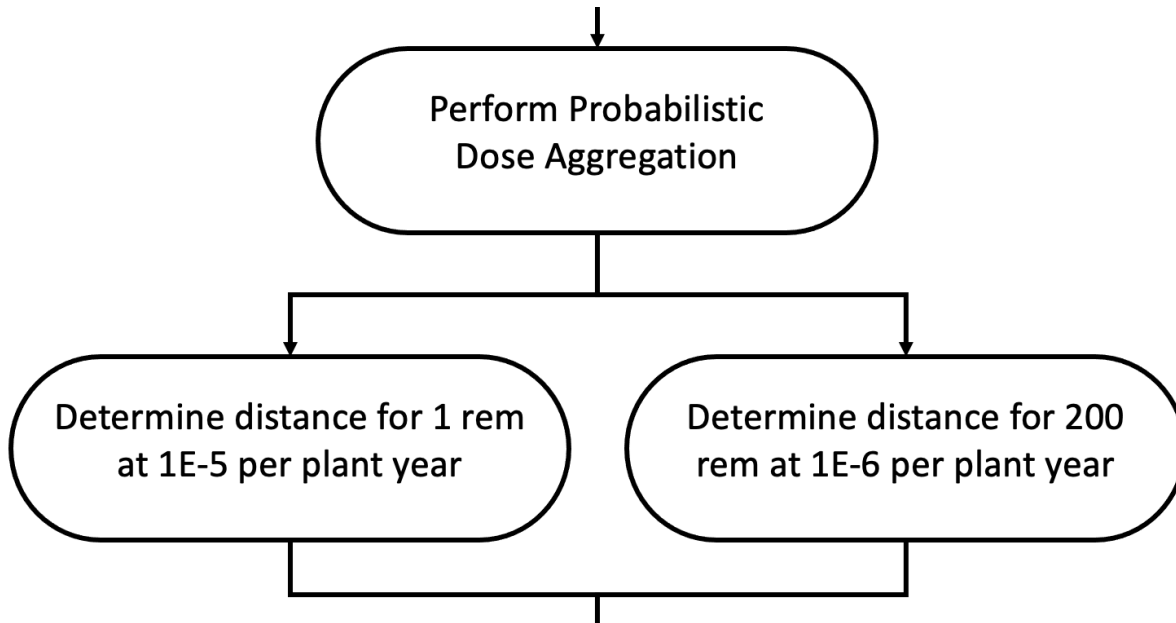 Perform Probabilistic
Dose Aggregation
Determine distance for 1 rem
at 1E-5 per plant year
Determine distance for 200
rem at 1E-6 per plant year